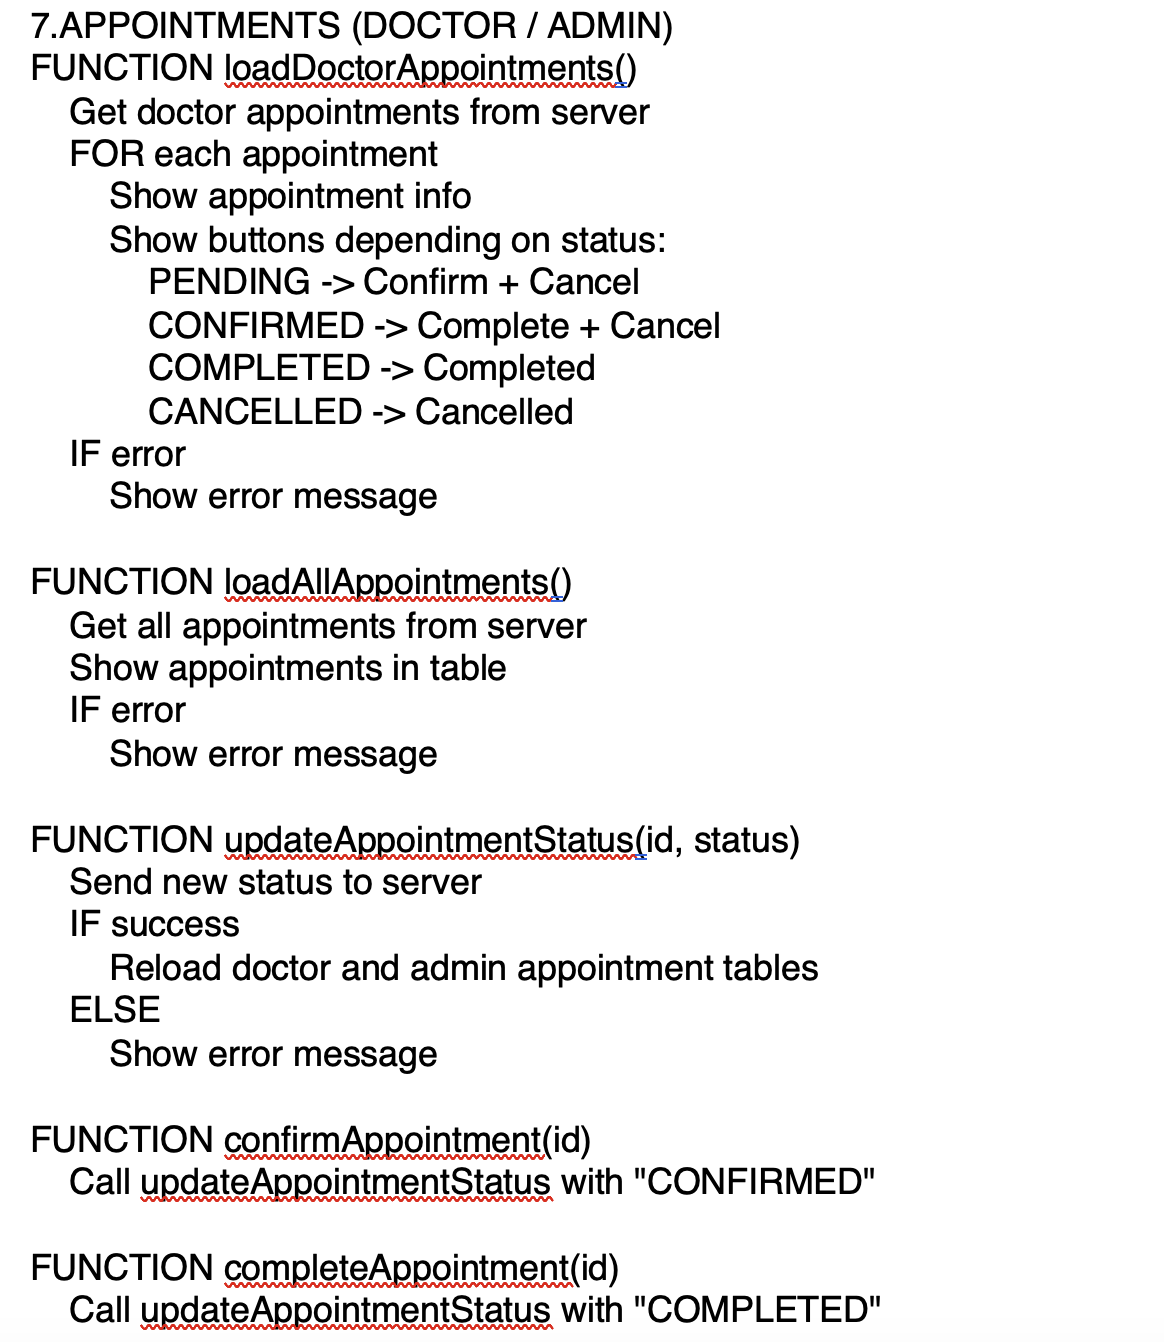 7.APPOINTMENTS (DOCTOR / ADMIN)
FUNCTION loadDoctorAppointments()
Get doctor appointments from server
FOR each appointment
Show appointment info
Show buttons depending on status:
PENDING -> Confirm + Cancel
CONFIRMED -> Complete + Cancel
COMPLETED -> Completed
CANCELLED -> Cancelled
IF error
Show error message
FUNCTION loadAllAppointments()
Get all appointments from server
Show appointments in table
IF error
Show error message
FUNCTION updateAppointmentStatus(id, status)
Send new status to server
IF success
Reload doctor and admin appointment tables
ELSE
Show error message
FUNCTION confirmAppointment(id)
Call updateAppointmentStatus with "CONFIRMED"
FUNCTION completeAppointment(id)
Call updateAppointmentStatus with "COMPLETED"